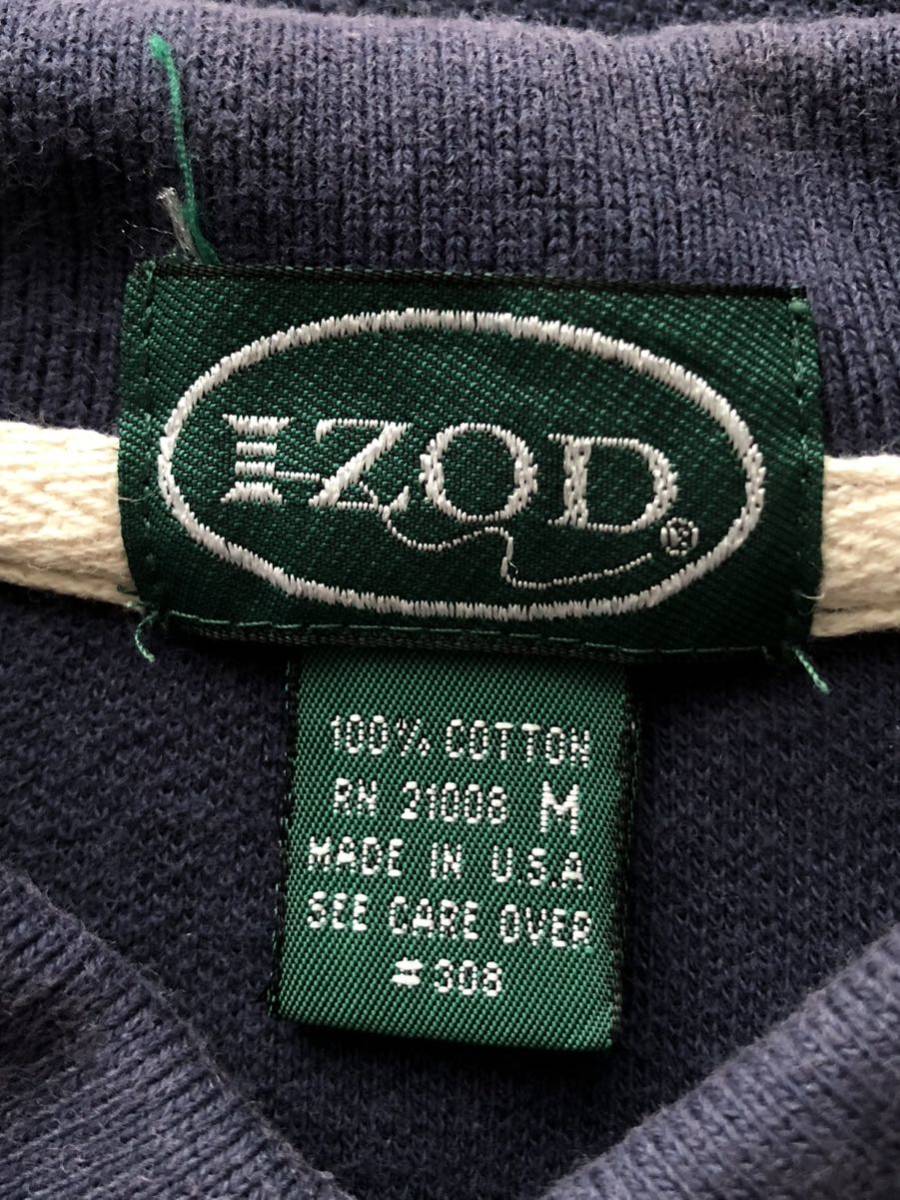 IZOD
®
100% COTTON
RN 21008 M
MADE IN U.S.A.
SEE CARE OVER
#308